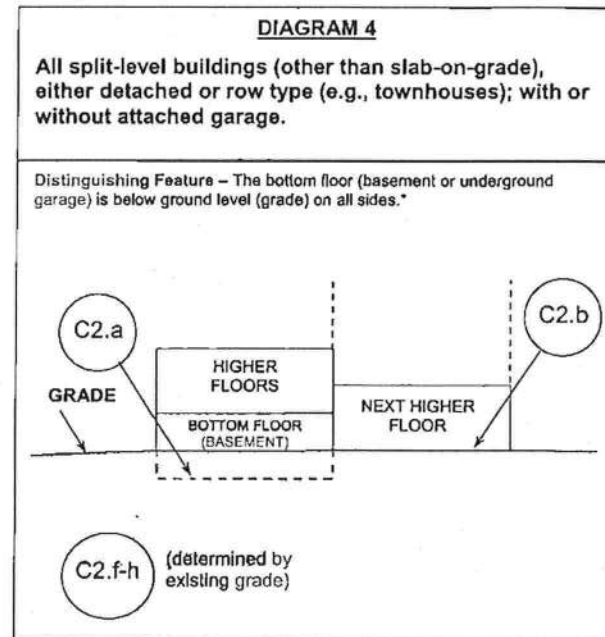 DIAGRAM 4
All split-level buildings (other than slab-on-grade),
either detached or row type (e.g., townhouses); with or
without attached garage.
Distinguishing Feature – The bottom floor (basement or underground
garage) is below ground level (grade) on all sides.*
C2.a
C2.b
HIGHER
FLOORS
GRADE
NEXT HIGHER
FLOOR
BOTTOM FLOOR
(BASEMENT)
C2.f-h
(determined by
existing grade)